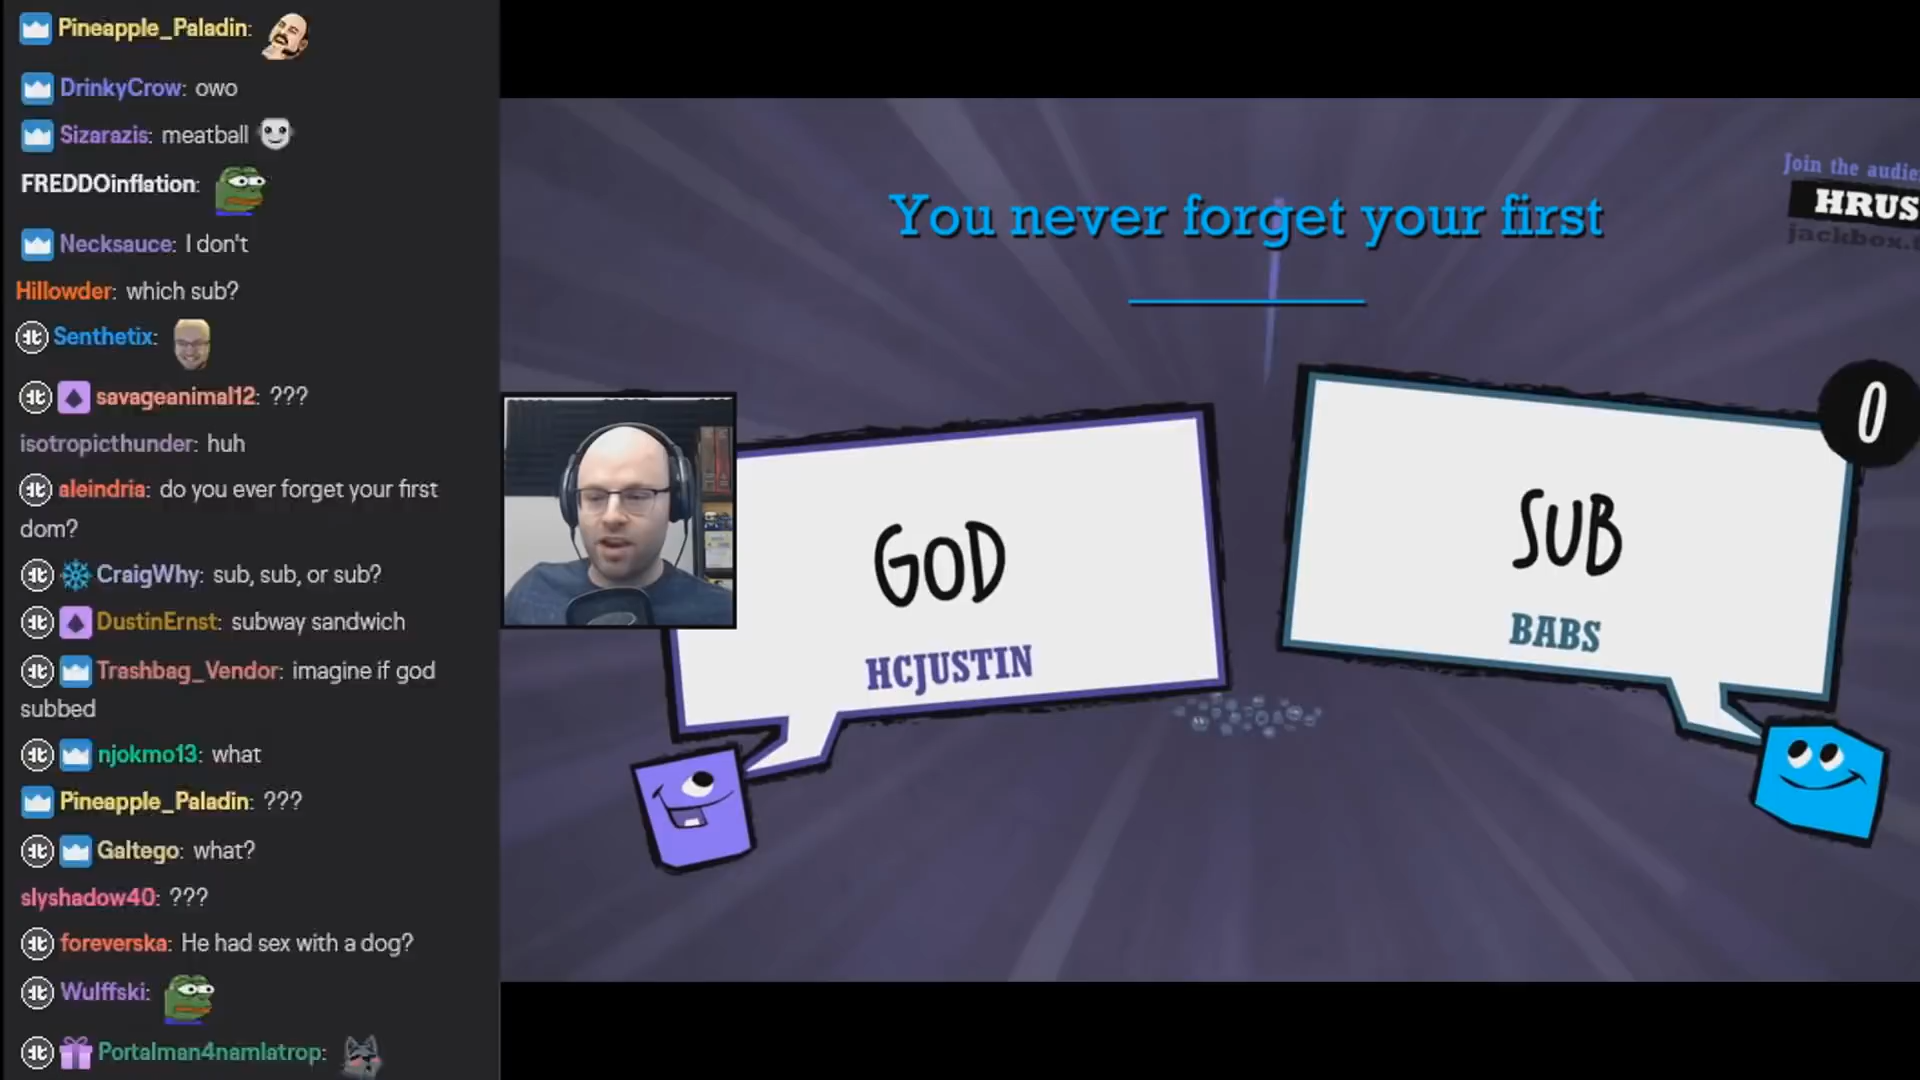 Pineapple_Paladin:
DrinkyCrow: owo
Sizarazis: meatball
FREDDOinflation:
Necksauce: I don't
Hillowder: which sub?
Senthetix:
savageanimal12: ???
isotropicthunder: huh
aleindria: do you ever forget your first
dom?
CraigWhy: sub, sub, or sub?
DustinErnst: subway sandwich
Trashbag_Vendor: imagine if god
subbed
njokmo13: what
Pineapple_Paladin: ???
Galtego: what?
slyshadow40: ???
foreverska: He had sex with a dog?
Wulffski:
Portalman4namlatrop:
You never forget your first
Join the audie
HRUS
jackbox.t
GOD
HCJUSTIN
SUB
BABS
0